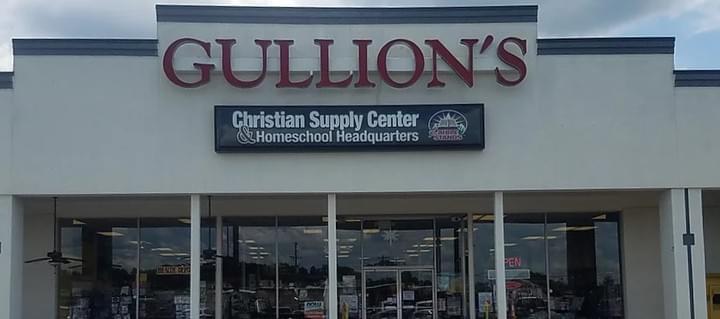 GULLION'S
Christian Supply Center
& Homeschool Headquarters
OPEN